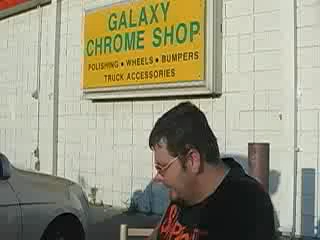 GALAXY
CHROME SHOP
POLISHING • WHEELS • BUMPERS
TRUCK ACCESSORIES